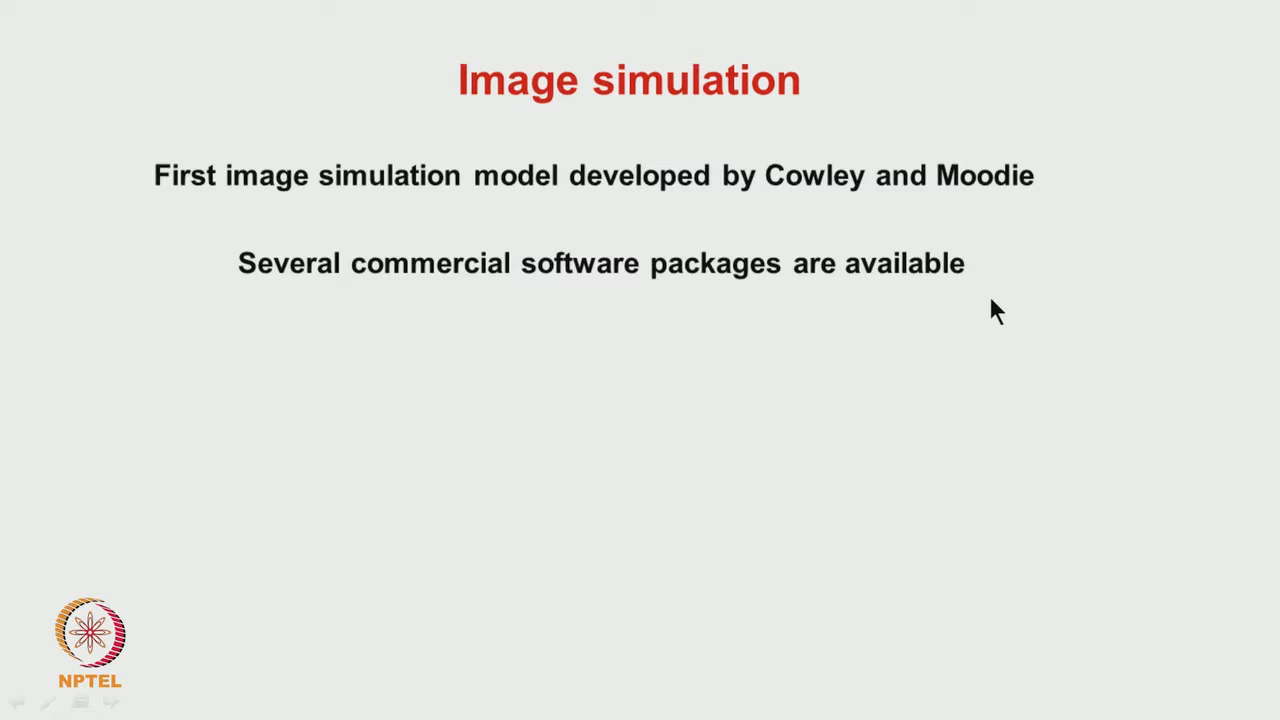 Image simulation
First image simulation model developed by Cowley and Moodie
Several commercial software packages are available
NPTEL